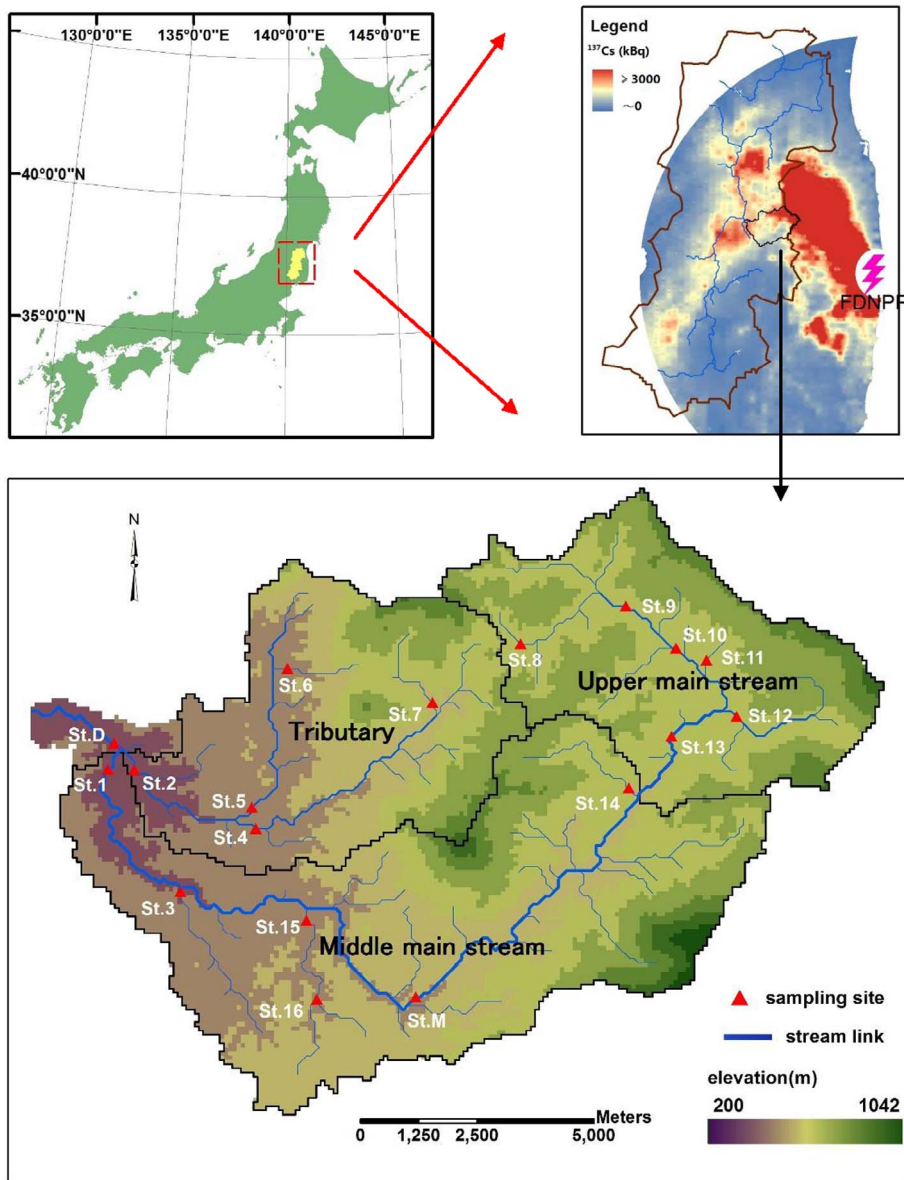 130°0'0"E 135°0'0"E 140°0'0"E 145°0'0"E
40°0'0"N
35°0'0"N
Legend
¹³⁷Cs (kBq)
⩾ 3000
～0
FDNPP
N
St.9
St.10
St.8
St.11
St.6
Upper main stream
St.7
St.12
Tributary
St.D
St.13
St.1
St.2
St.14
St.5
St.4
St.3
St.15
Middle main stream
St.16
St.M
sampling site
stream link
elevation(m)
200 1042
Meters
0 1,250 2,500 5,000